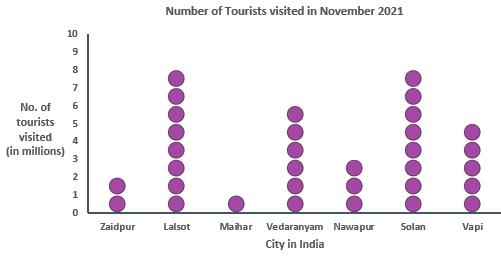 Number of Tourists visited in November 2021
10
9
8
7
6
5
4
3
2
1
0
No. of
tourists
visited
(in millions)
Zaidpur Lalsot Maihar Vedaranyam Nawapur Solan Vapi
City in India